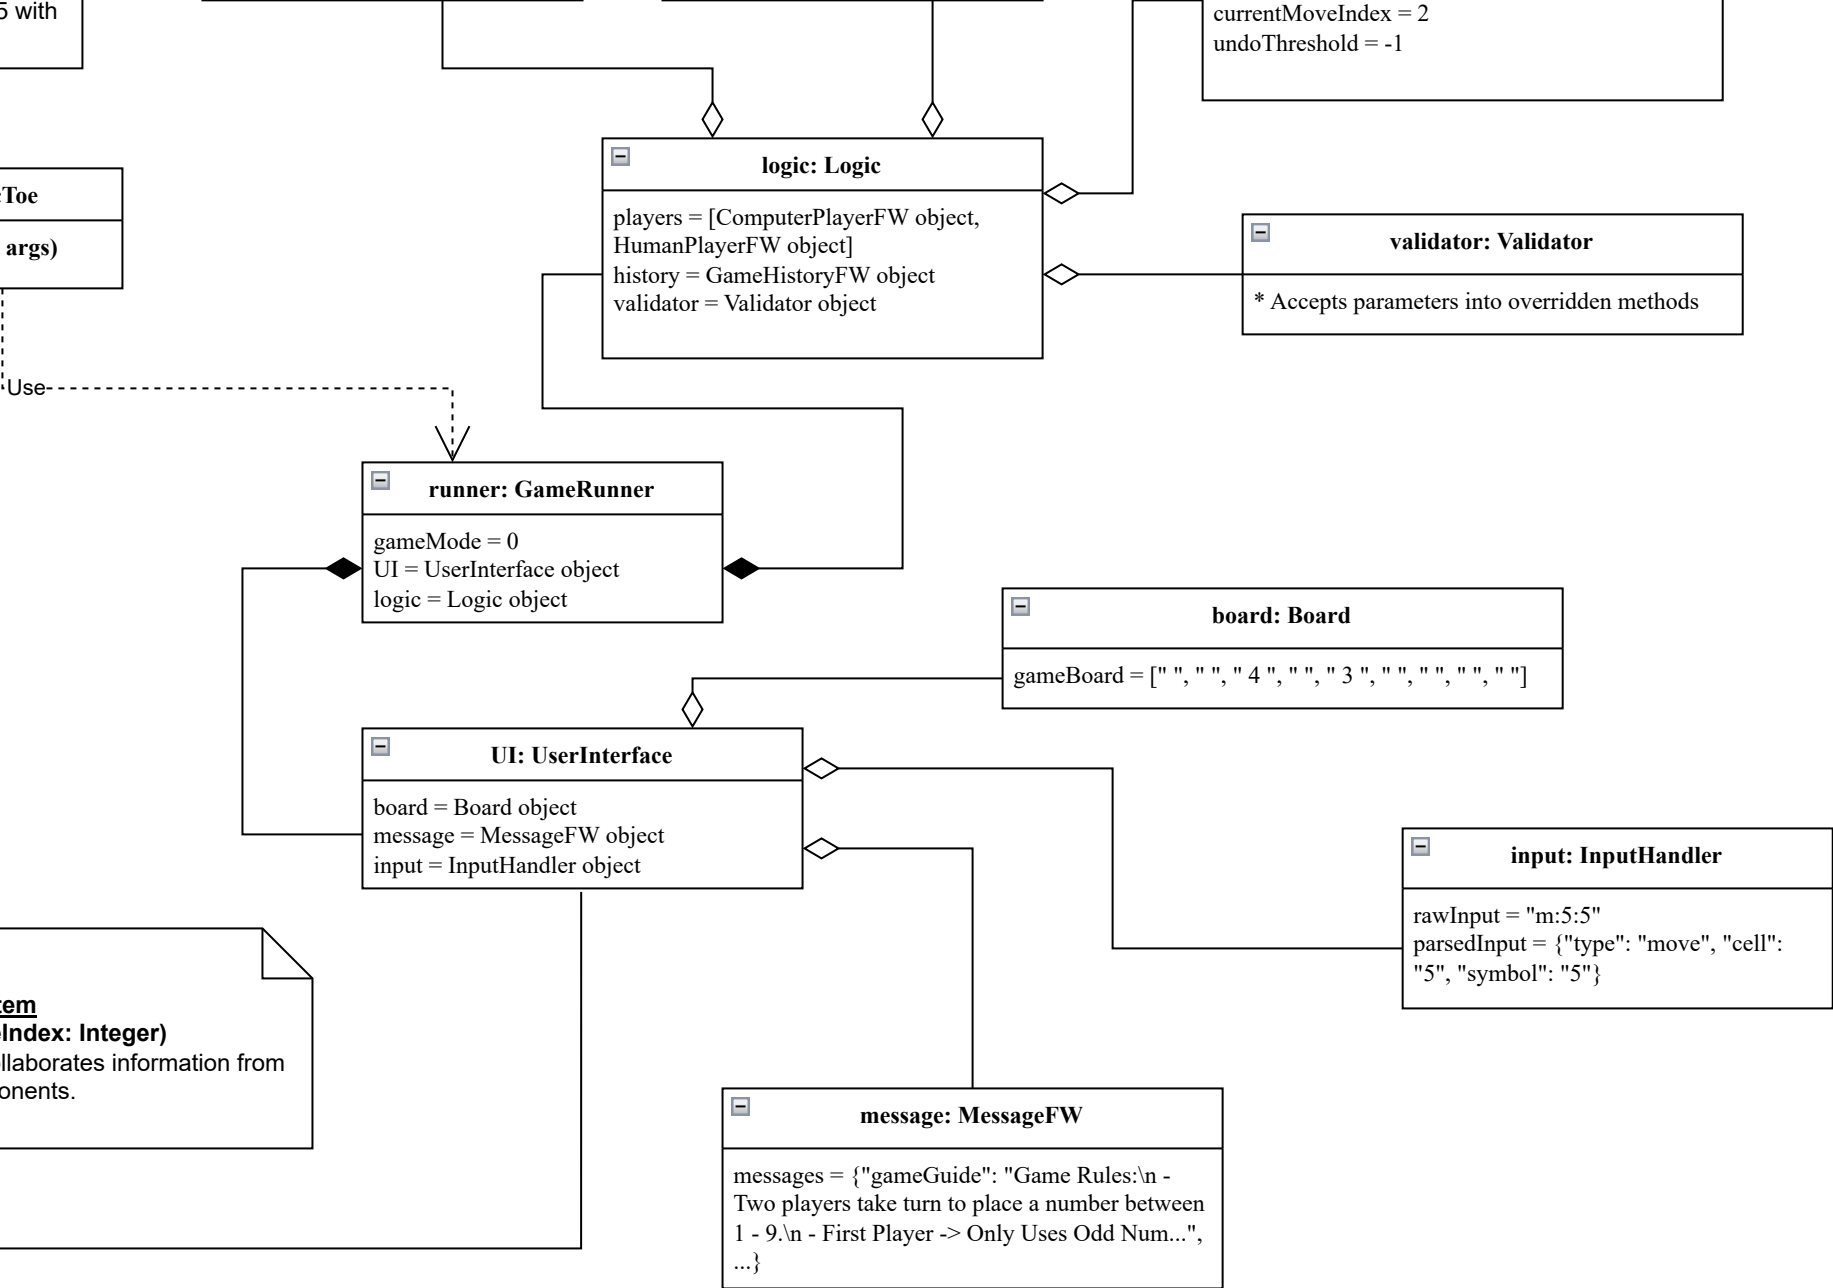 5 with
currentMoveIndex = 2
undoThreshold = -1
logic: Logic
players = [ComputerPlayerFW object,
HumanPlayerFW object]
history = GameHistoryFW object
validator = Validator object
Toe
args)
validator: Validator
* Accepts parameters into overridden methods
Use
runner: GameRunner
gameMode = 0
UI = UserInterface object
logic = Logic object
board: Board
gameBoard = [" ", " ", " 4 ", " ", " 3 ", " ", " ", " ", " "]
UI: UserInterface
board = Board object
message = MessageFW object
input = InputHandler object
input: InputHandler
rawInput = "m:5:5"
parsedInput = {"type": "move", "cell":
"5", "symbol": "5"}
tem
eIndex: Integer)
ollaborates information from
onents.
message: MessageFW
messages = {"gameGuide": "Game Rules:\n -
Two players take turn to place a number between
1 - 9.\n - First Player -> Only Uses Odd Num...",
...}